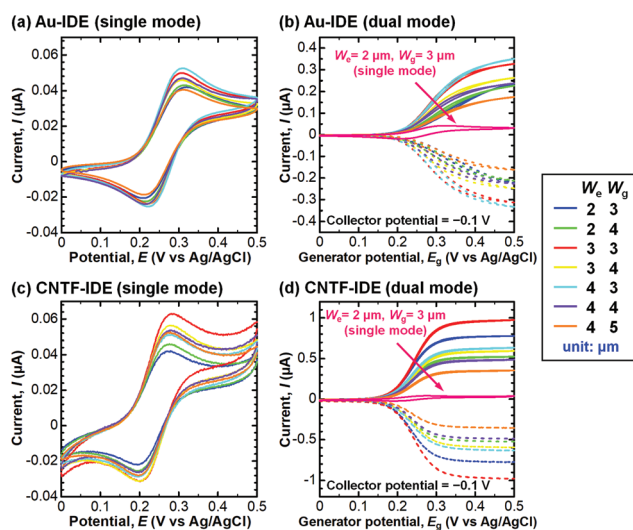 (a) Au-IDE (single mode)
0.06
0.04
0.02
0
-0.02
-0.04
Current, I (μA)
0 0.1 0.2 0.3 0.4 0.5
Potential, E (V vs Ag/AgCl)
(b) Au-IDE (dual mode)
0.4
0.3
0.2
0.1
0
-0.1
-0.2
-0.3
-0.4
Current, I (μA)
We= 2 μm, Wg= 3 μm
(single mode)
Collector potential = −0.1 V
0 0.1 0.2 0.3 0.4 0.5
Generator potential, Eg (V vs Ag/AgCl)
We Wg
2 3
2 4
3 3
3 4
4 3
4 4
4 5
unit: μm
(c) CNTF-IDE (single mode)
0.08
0.06
0.04
0.02
0
-0.02
-0.04
Current, I (μA)
0 0.1 0.2 0.3 0.4 0.5
Potential, E (V vs Ag/AgCl)
(d) CNTF-IDE (dual mode)
1
0.5
0
-0.5
-1
Current, I (μA)
We= 2 μm, Wg= 3 μm
(single mode)
Collector potential = −0.1 V
0 0.1 0.2 0.3 0.4 0.5
Generator potential, Eg (V vs Ag/AgCl)